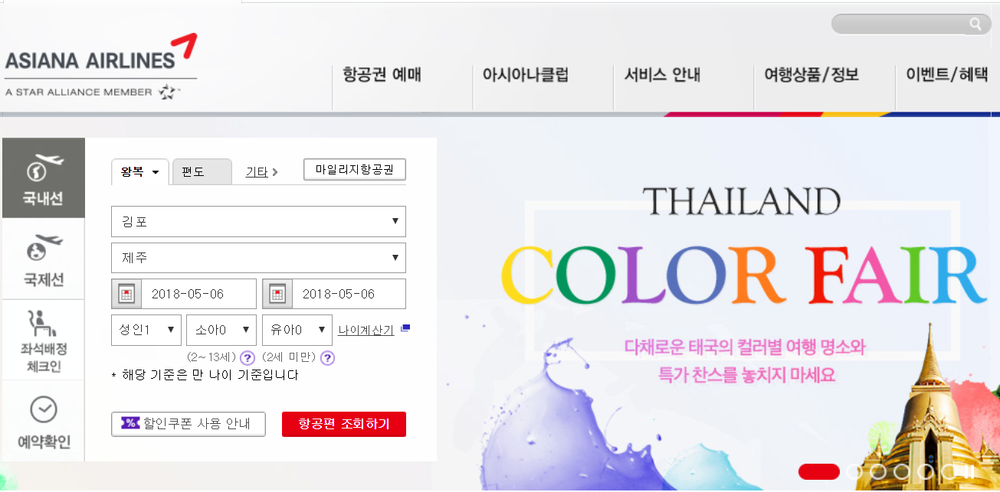 ASIANA AIRLINES
A STAR ALLIANCE MEMBER
항공권 예매
아시아나클럽
서비스 안내
여행상품/정보
이벤트/혜택
국내선
국제선
좌석배정
체크인
예약확인
왕복
편도
기타
마일리지항공권
김포
제주
2018-05-06
2018-05-06
성인1
소아0
유아0
나이계산기
(2~13세) ?
(2세 미만) ?
* 해당 기준은 만 나이 기준입니다
% 할인쿠폰 사용 안내
항공편 조회하기
THAILAND
COLOR FAIR
다채로운 태국의 컬러별 여행 명소와
특가 찬스를 놓치지 마세요